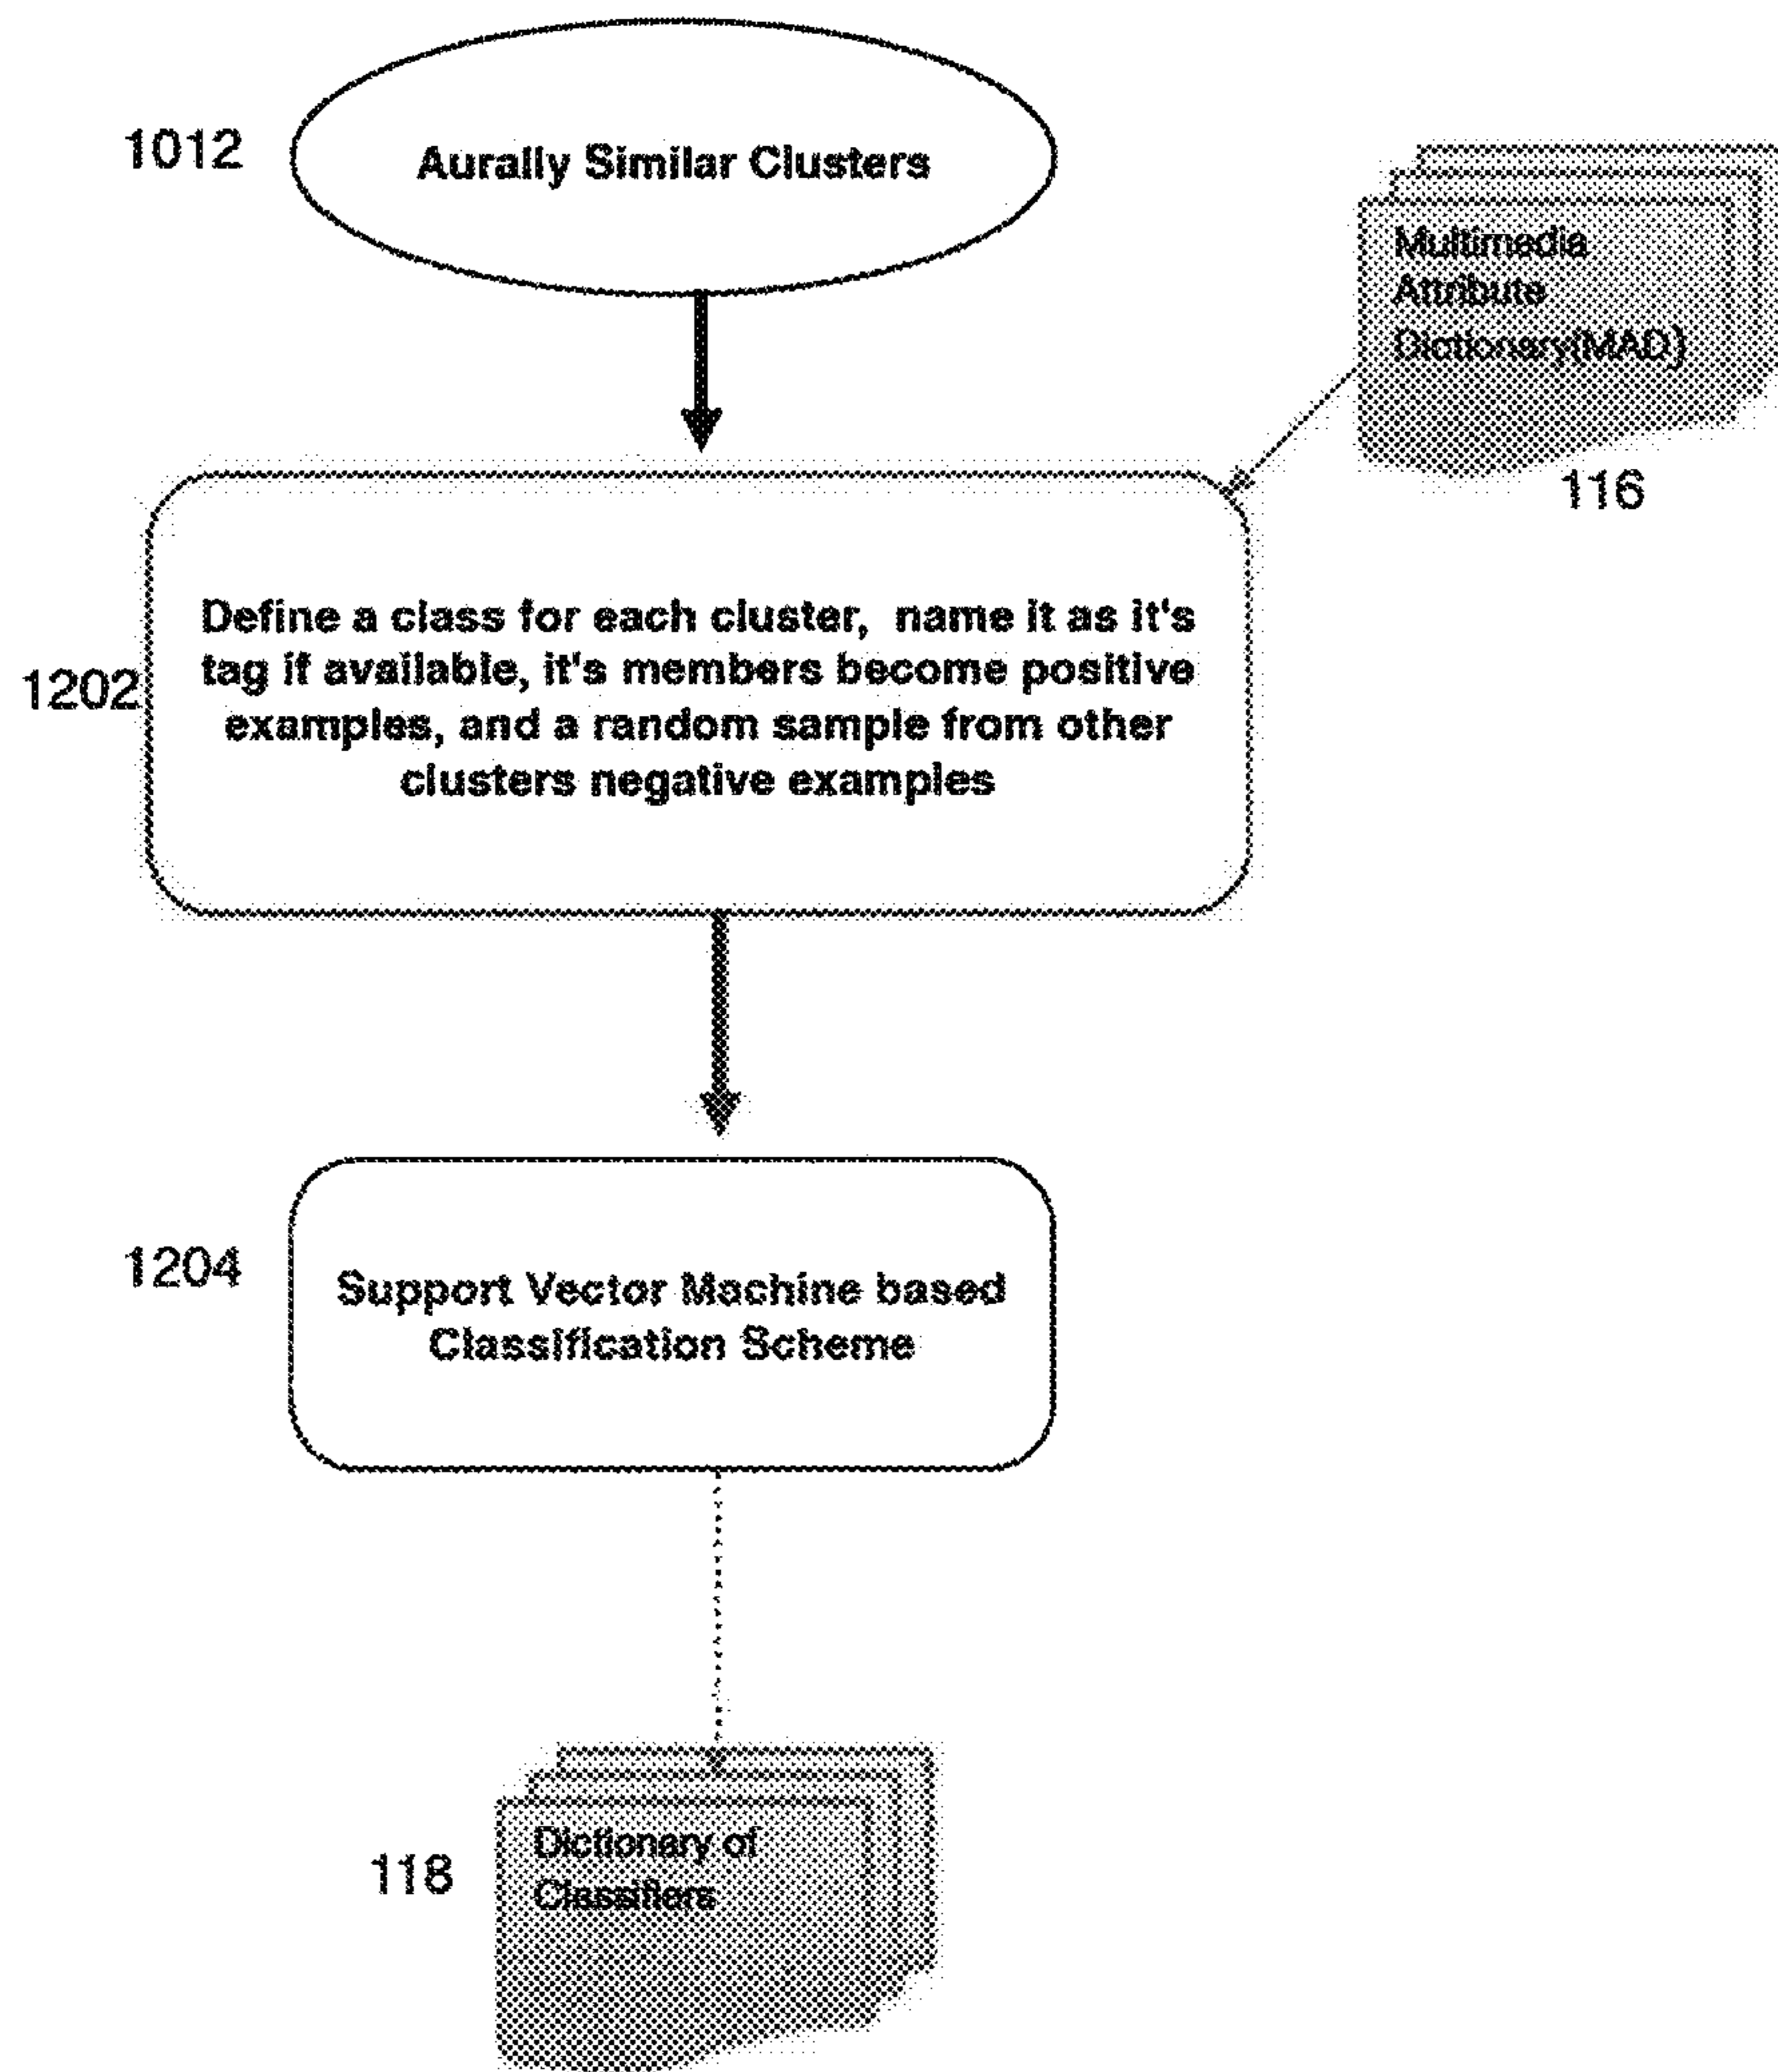 1012
Aurally Similar Clusters
Multimedia
Attribute
Dictionary(MAD)
116
1202
Define a class for each cluster, name it as it's
tag if available, it's members become positive
examples, and a random sample from other
clusters negative examples
1204
Support Vector Machine based
Classification Scheme
118
Dictionary of
Classifiers